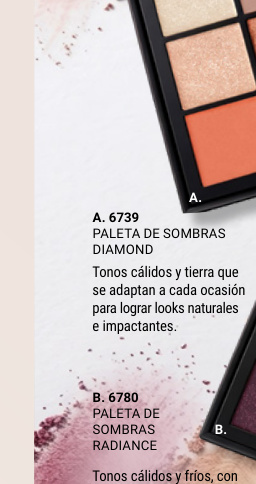 A.
A. 6739
PALETA DE SOMBRAS
DIAMOND
Tonos cálidos y tierra que
se adaptan a cada ocasión
para lograr looks naturales
e impactantes.
B. 6780
PALETA DE
SOMBRAS
RADIANCE
B.
Tonos cálidos y fríos, con